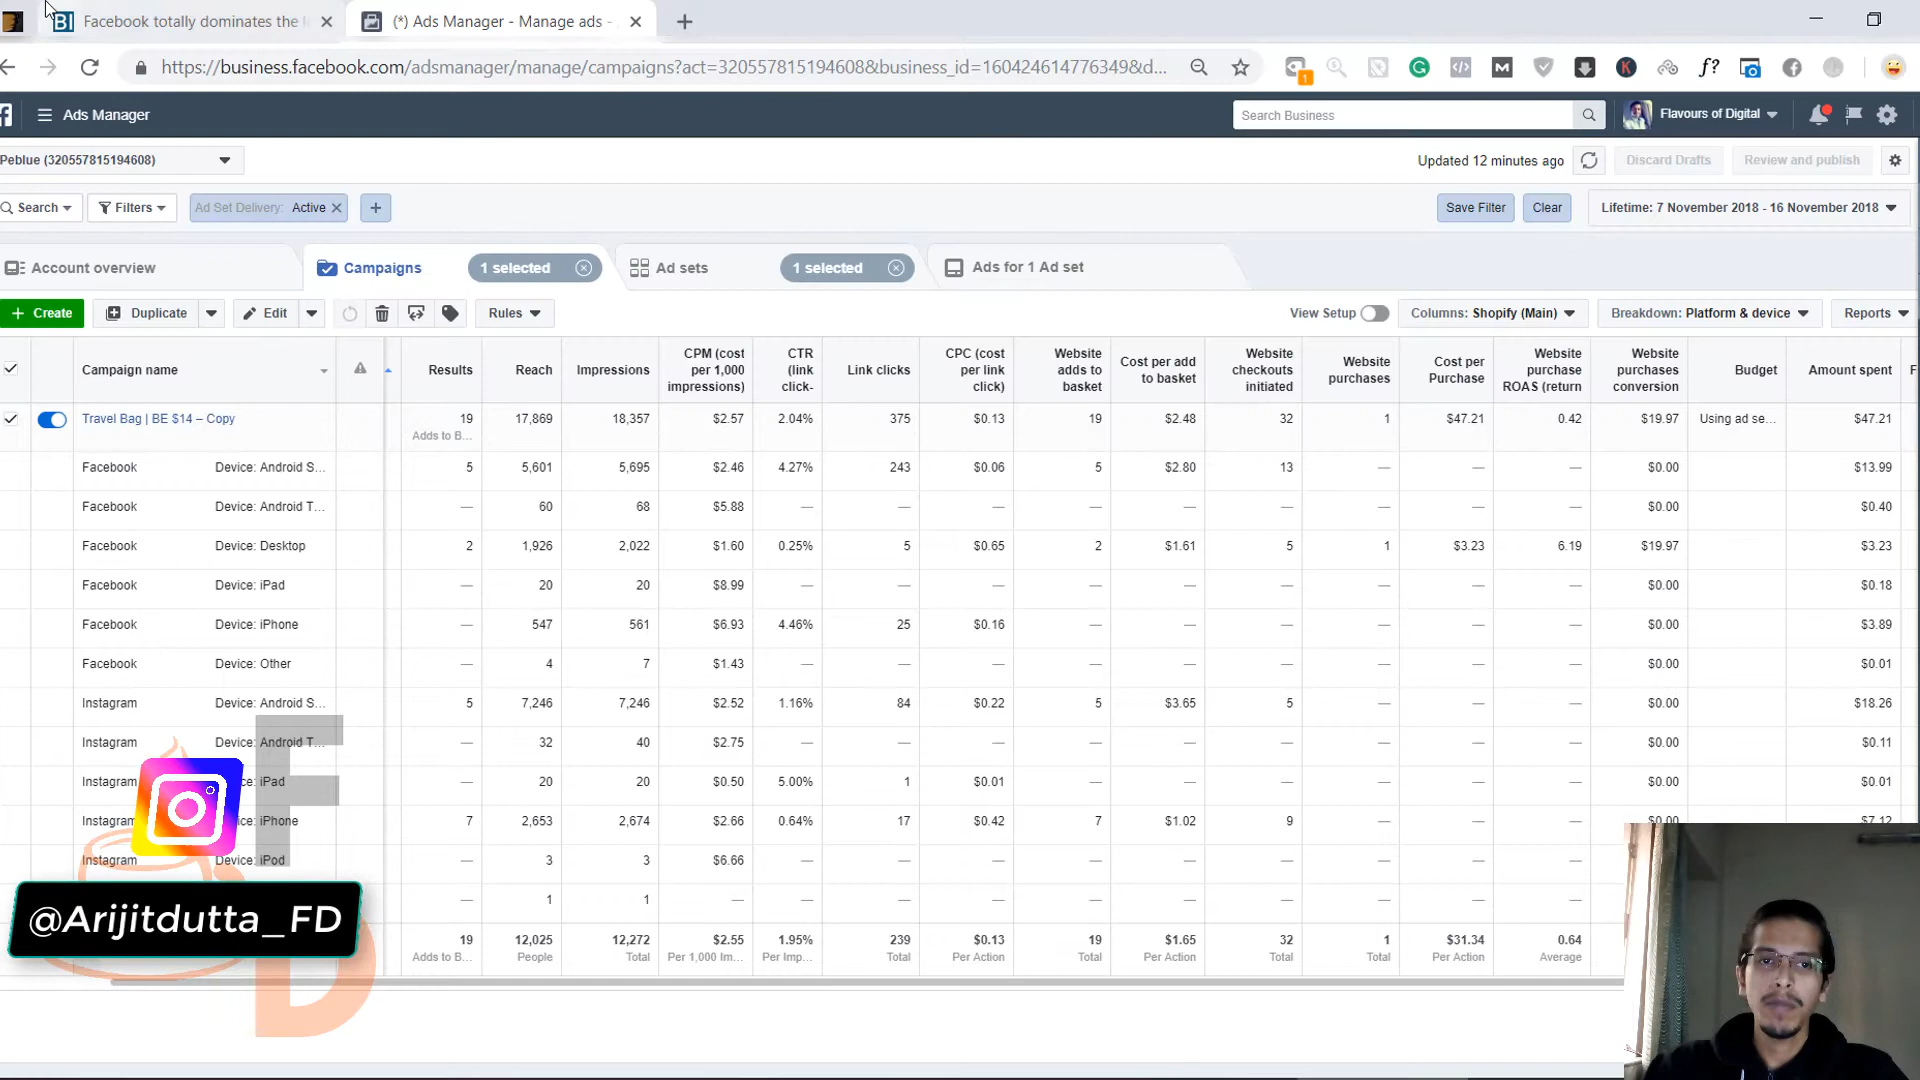 BI Facebook totally dominates the l
(*) Ads Manager - Manage ads -
https://business.facebook.com/adsmanager/manage/campaigns?act=320557815194608&business_id=160424614776349&d...
1 M K f?
Ads Manager
Search Business
Flavours of Digital
Peblue (320557815194608)
Updated 12 minutes ago
Discard Drafts
Review and publish
Search
Filters
Ad Set Delivery: Active
Save Filter
Clear
Lifetime: 7 November 2018 - 16 November 2018
Account overview
Campaigns
1 selected
Ad sets
1 selected
Ads for 1 Ad set
+ Create
Duplicate
Edit
Rules
View Setup
Columns: Shopify (Main)
Breakdown: Platform & device
Reports
Campaign name Results Reach Impressions CPM (cost per 1,000 impressions) CTR (link click- Link clicks CPC (cost per link click) Website adds to basket Cost per add to basket Website checkouts initiated Website purchases Cost per Purchase Website purchase ROAS (return Website purchases conversion Budget Amount spent F
Travel Bag | BE $14 – Copy 19 17,869 18,357 $2.57 2.04% 375 $0.13 19 $2.48 32 1 $47.21 0.42 $19.97 Using ad se... $47.21
Adds to B...
Facebook Device: Android S... 5 5,601 5,695 $2.46 4.27% 243 $0.06 5 $2.80 13 — — — $0.00 $13.99
Facebook Device: Android T... — 60 68 $5.88 — — — — — — — — — $0.00 $0.40
Facebook Device: Desktop 2 1,926 2,022 $1.60 0.25% 5 $0.65 2 $1.61 5 1 $3.23 6.19 $19.97 $3.23
Facebook Device: iPad — 20 20 $8.99 — — — — — — — — — $0.00 $0.18
Facebook Device: iPhone — 547 561 $6.93 4.46% 25 $0.16 — — — — — — $0.00 $3.89
Facebook Device: Other — 4 7 $1.43 — — — — — — — — — $0.00 $0.01
Instagram Device: Android S... 5 7,246 7,246 $2.52 1.16% 84 $0.22 5 $3.65 5 — — — $0.00 $18.26
Instagram Device: Android T... — 32 40 $2.75 — — — — — — — — — $0.00 $0.11
Instagram ce: iPad — 20 20 $0.50 5.00% 1 $0.01 — — — — — — $0.00 $0.01
Instagram ce: iPhone 7 2,653 2,674 $2.66 0.64% 17 $0.42 7 $1.02 9 — — — $0.00 $7.12
Instagram Device: iPod — 3 3 $6.66 — — — — — — — — —
— 1 1 — — — — — — — — — —
19 12,025 12,272 $2.55 1.95% 239 $0.13 19 $1.65 32 1 $31.34 0.64
Adds to B... People Total Per 1,000 Im... Per Imp... Total Per Action Total Per Action Total Total Per Action Average
F
D
@Arijitdutta_FD